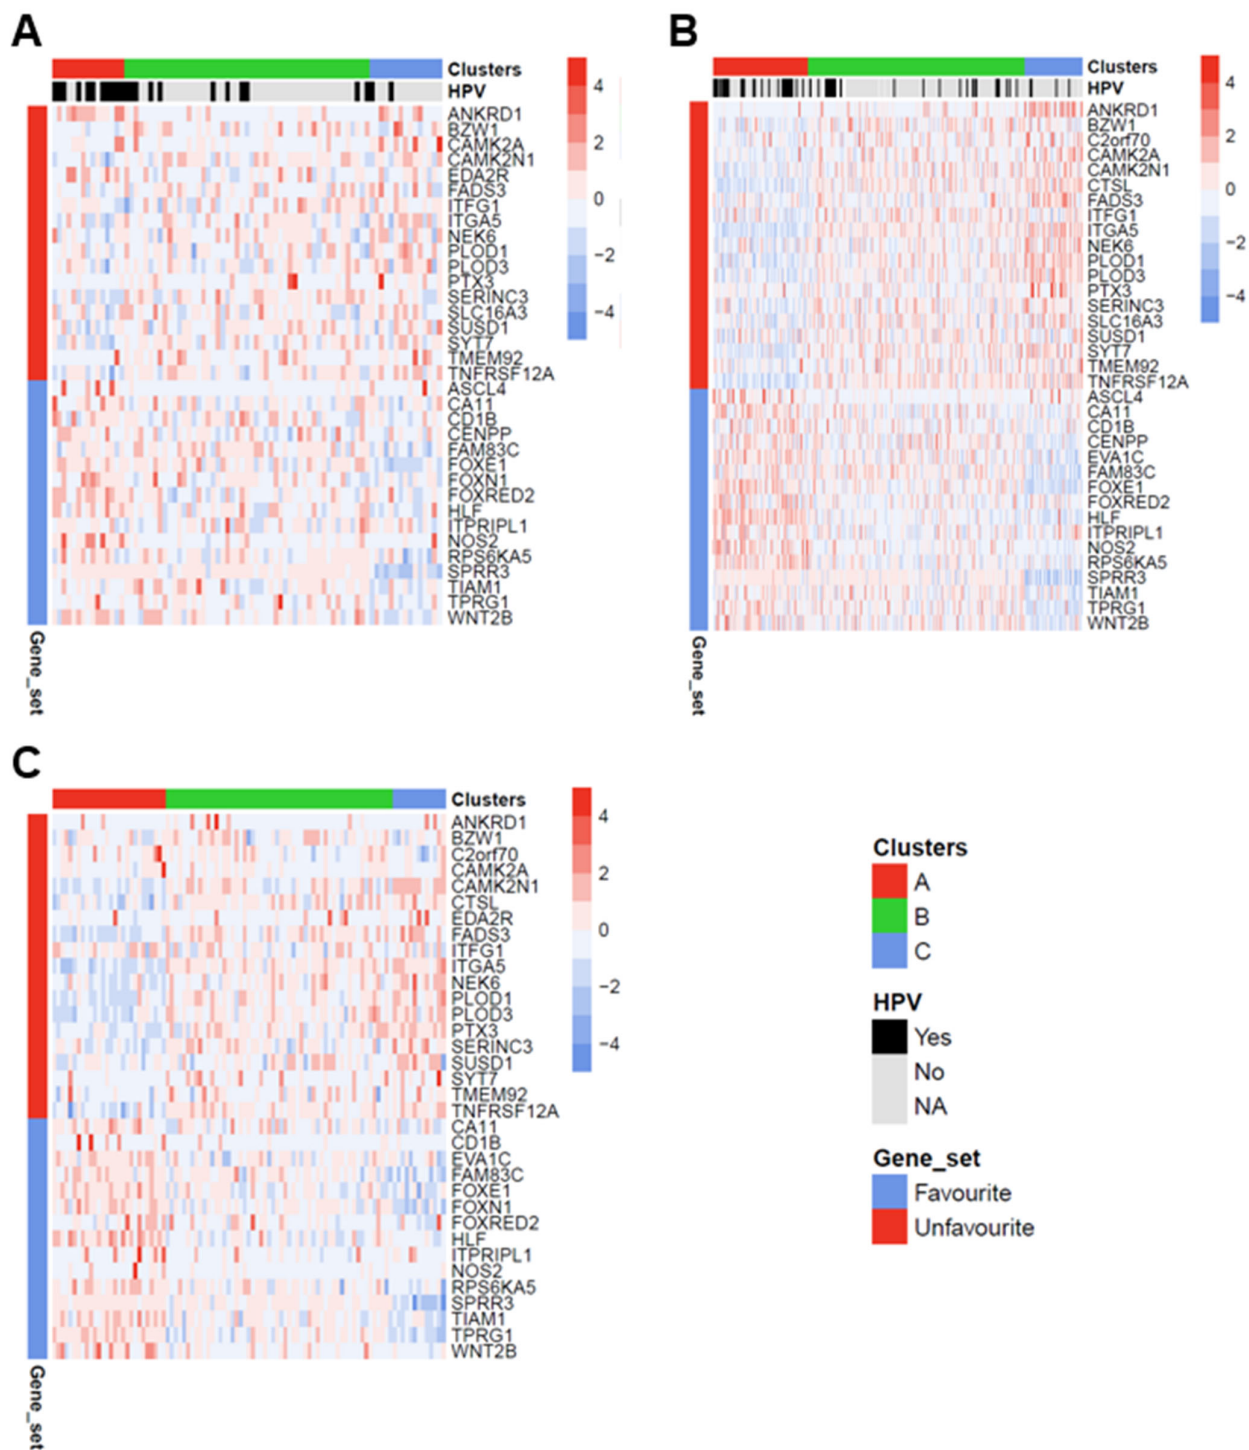 A
Clusters
HPV
ANKRD1
BZW1
CAMK2A
CAMK2N1
EDA2R
FADS3
ITFG1
ITGA5
NEK6
PLOD1
PLOD3
PTX3
SERINC3
SLC16A3
SUSD1
SYT7
TMEM92
TNFRSF12A
ASCL4
CA11
CD1B
CENPP
FAM83C
FOXE1
FOXN1
FOXRED2
HLF
ITPRIPL1
NOS2
RPS6KA5
SPRR3
TIAM1
TPRG1
WNT2B
4
2
0
−2
−4
Gene_set
B
Clusters
HPV
ANKRD1
BZW1
C2orf70
CAMK2A
CAMK2N1
CTSL
FADS3
ITFG1
ITGA5
NEK6
PLOD1
PLOD3
PTX3
SERINC3
SLC16A3
SUSD1
SYT7
TMEM92
TNFRSF12A
ASCL4
CA11
CD1B
CENPP
EVA1C
FAM83C
FOXE1
FOXRED2
HLF
ITPRIPL1
NOS2
RPS6KA5
SPRR3
TIAM1
TPRG1
WNT2B
4
2
0
−2
−4
Gene_set
C
Clusters
ANKRD1
BZW1
C2orf70
CAMK2A
CAMK2N1
CTSL
EDA2R
FADS3
ITFG1
ITGA5
NEK6
PLOD1
PLOD3
PTX3
SERINC3
SUSD1
SYT7
TMEM92
TNFRSF12A
CA11
CD1B
EVA1C
FAM83C
FOXE1
FOXN1
FOXRED2
HLF
ITPRIPL1
NOS2
RPS6KA5
SPRR3
TIAM1
TPRG1
WNT2B
4
2
0
−2
−4
Gene_set
Clusters
A
B
C
HPV
Yes
No
NA
Gene_set
Favourite
Unfavourite